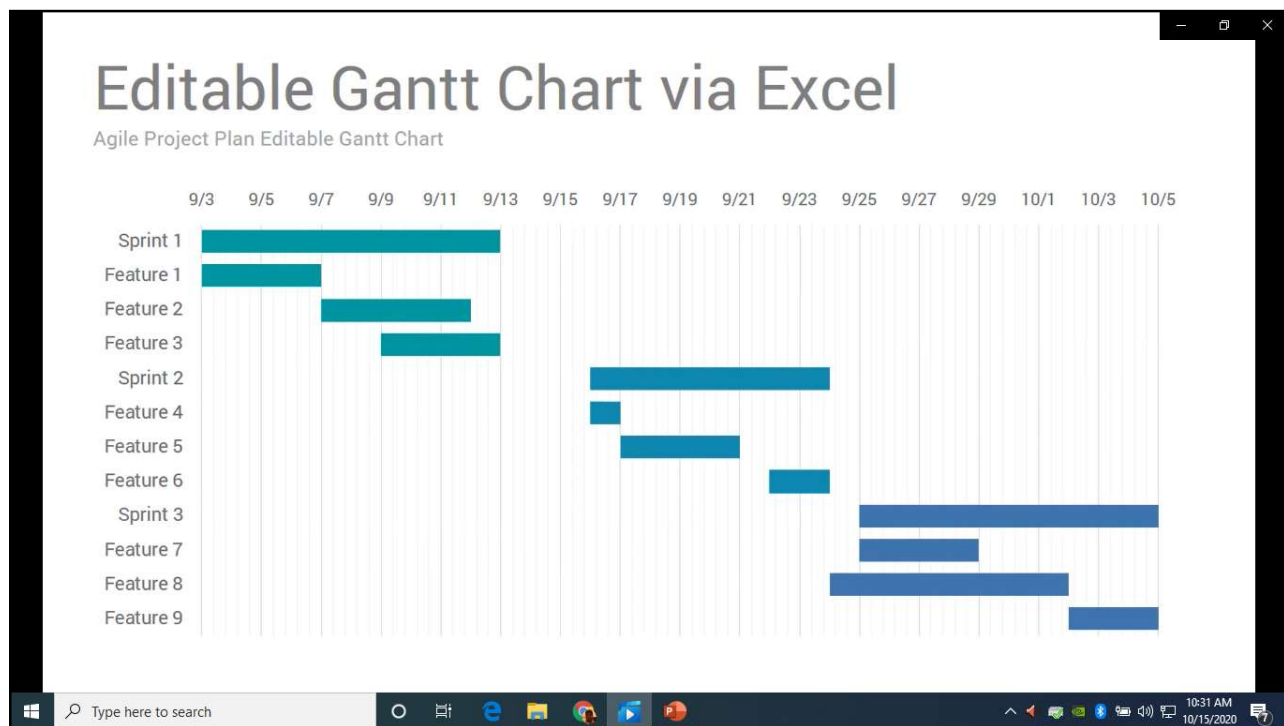 Editable Gantt Chart via Excel
Agile Project Plan Editable Gantt Chart
9/3 9/5 9/7 9/9 9/11 9/13 9/15 9/17 9/19 9/21 9/23 9/25 9/27 9/29 10/1 10/3 10/5
Sprint 1
Feature 1
Feature 2
Feature 3
Sprint 2
Feature 4
Feature 5
Feature 6
Sprint 3
Feature 7
Feature 8
Feature 9
Type here to search
10:31 AM
10/15/2020